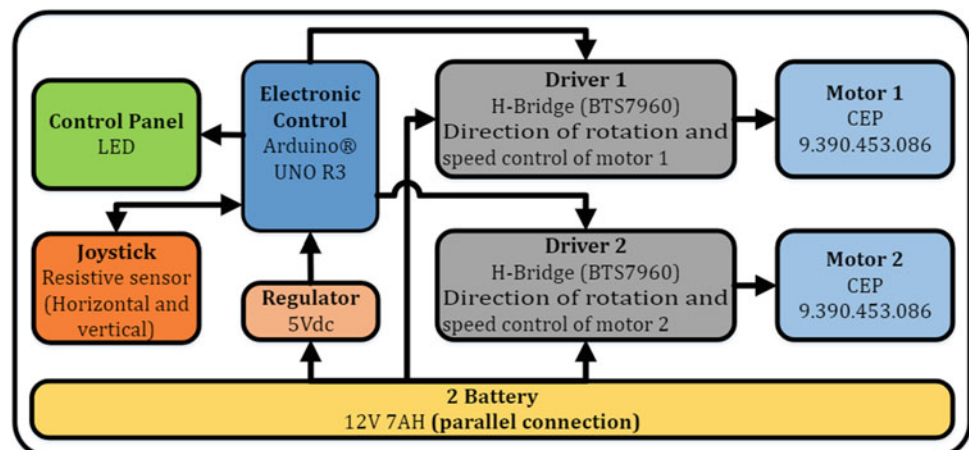 Control Panel
LED
Joystick
Resistive sensor
(Horizontal and
vertical)
Electronic
Control
Arduino®
UNO R3
Regulator
5Vdc
Driver 1
H-Bridge (BTS7960)
Direction of rotation and
speed control of motor 1
Driver 2
H-Bridge (BTS7960)
Direction of rotation and
speed control of motor 2
Motor 1
CEP
9.390.453.086
Motor 2
CEP
9.390.453.086
2 Battery
12V 7AH (parallel connection)